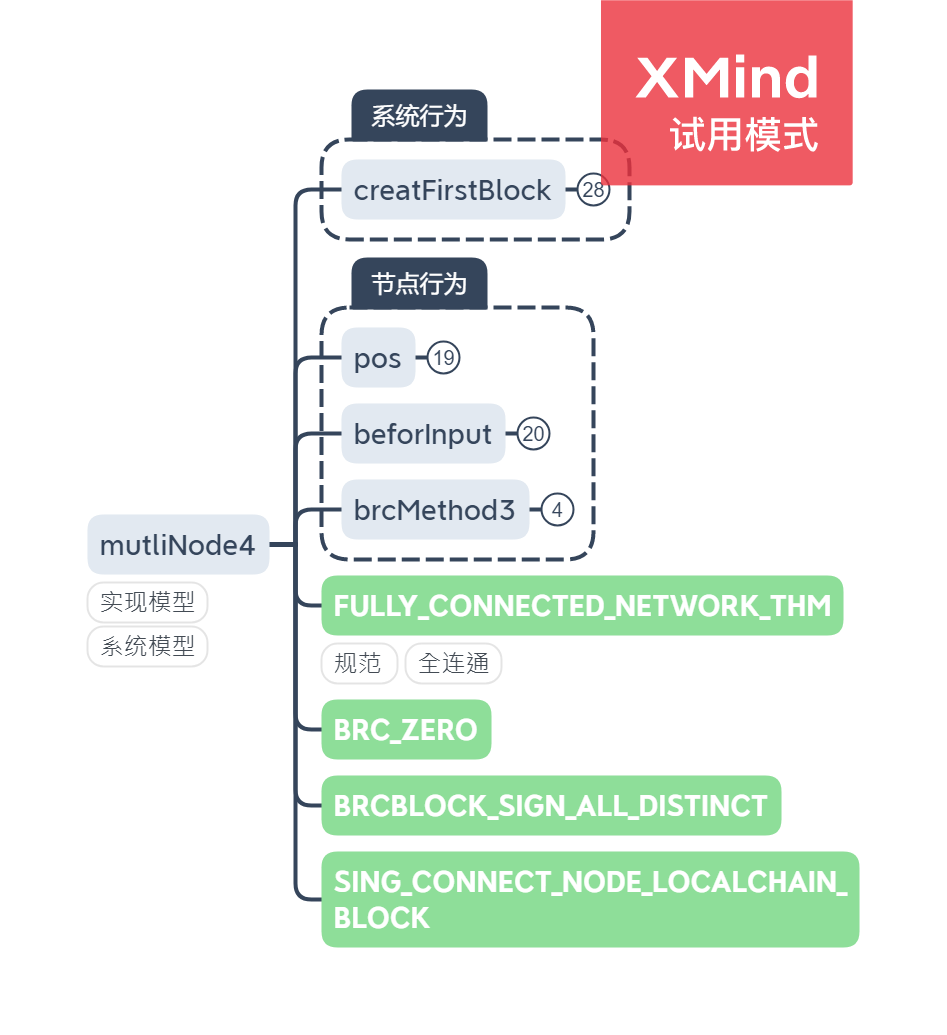 XMind
试用模式
系统行为
creatFirstBlock 28
节点行为
pos 19
beforInput 20
brcMethod3 4
mutliNode4
实现模型
系统模型
FULLY_CONNECTED_NETWORK_THM
规范 全连通
BRC_ZERO
BRCBLOCK_SIGN_ALL_DISTINCT
SING_CONNECT_NODE_LOCALCHAIN_
BLOCK